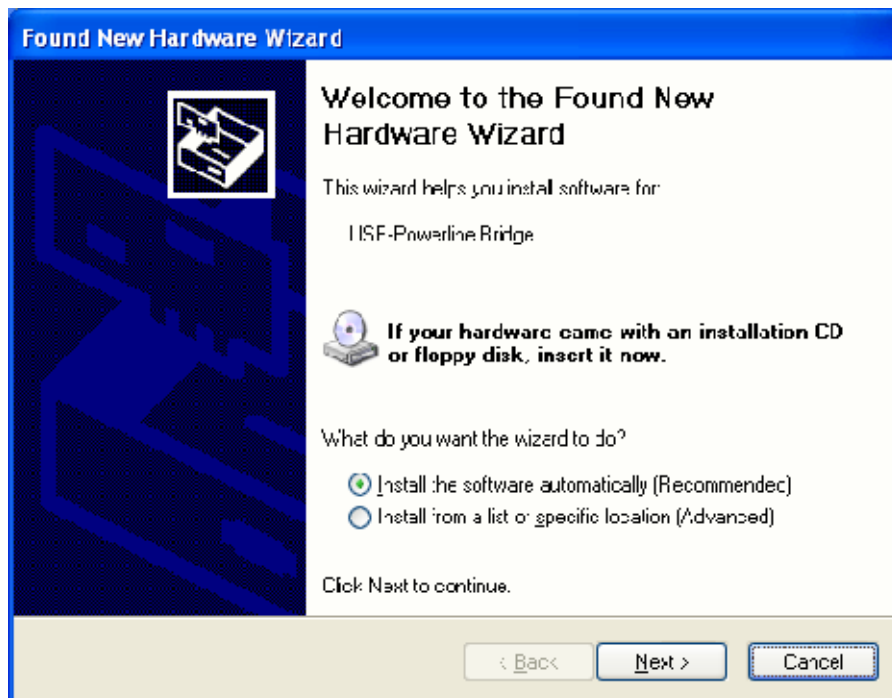 Found New Hardware Wizard
Welcome to the Found New
Hardware Wizard
This wizard helps you install software for:
USB-Powerline Bridge
If your hardware came with an installation CD
or floppy disk, insert it now.
What do you want the wizard to do?
Install the software automatically (Recommended)
Install from a list or specific location (Advanced)
Click Next to continue.
< Back
Next >
Cancel